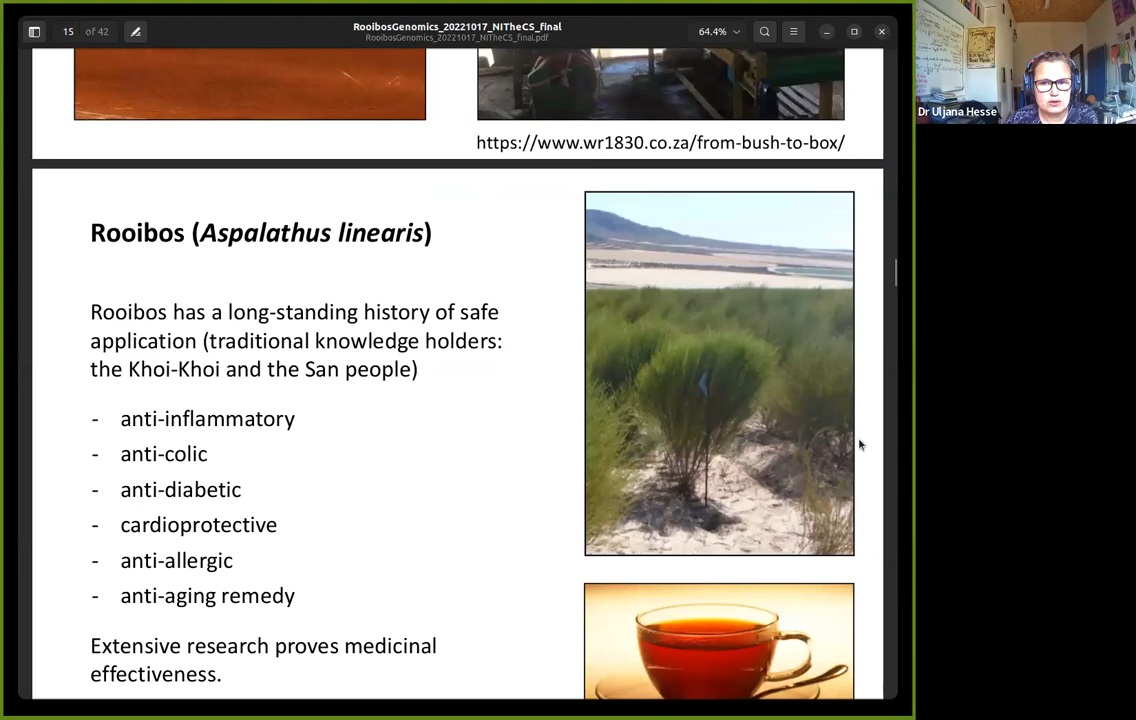 RooibosGenomics_20221017_NITheCS_final
RooibosGenomics_20221017_NITheCS_final.pdf
15 of 42
64.4%
Dr Uljana Hesse
https://www.wr1830.co.za/from-bush-to-box/
Rooibos (Aspalathus linearis)
Rooibos has a long-standing history of safe
application (traditional knowledge holders:
the Khoi-Khoi and the San people)
- anti-inflammatory
- anti-colic
- anti-diabetic
- cardioprotective
- anti-allergic
- anti-aging remedy
Extensive research proves medicinal
effectiveness.